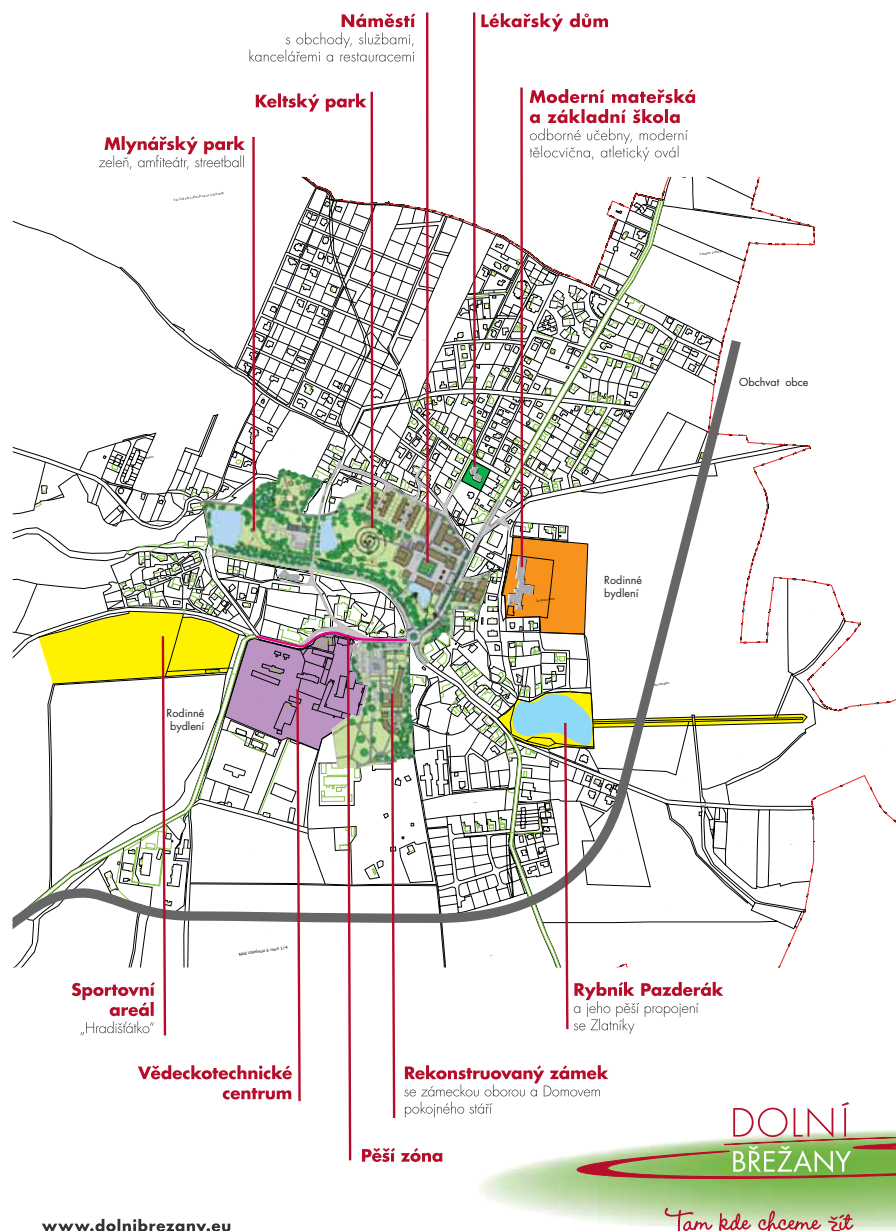 Náměstí
s obchody, službami,
kancelářemi a restauracemi
Lékařský dům
Keltský park
Moderní mateřská
a základní škola
odborné učebny, moderní
tělocvična, atletický ovál
Mlynářský park
zeleň, amfiteátr, streetball
Obchvat obce
Rodinné
bydlení
Rodinné
bydlení
Sportovní
areál
„Hradišťátko“
Rybník Pazderák
a jeho pěší propojení
se Zlatníky
Vědeckotechnické
centrum
Rekonstruovaný zámek
se zámeckou oborou a Domovem
pokojného stáří
Pěší zóna
DOLNÍ
BŘEŽANY
Tam kde chceme žít
www.dolnibrezany.eu